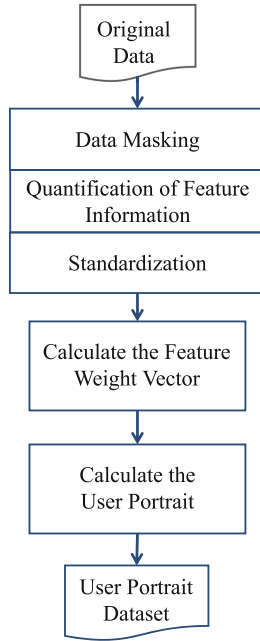 Original
Data
Data Masking
Quantification of Feature
Information
Standardization
Calculate the Feature
Weight Vector
Calculate the
User Portrait
User Portrait
Dataset